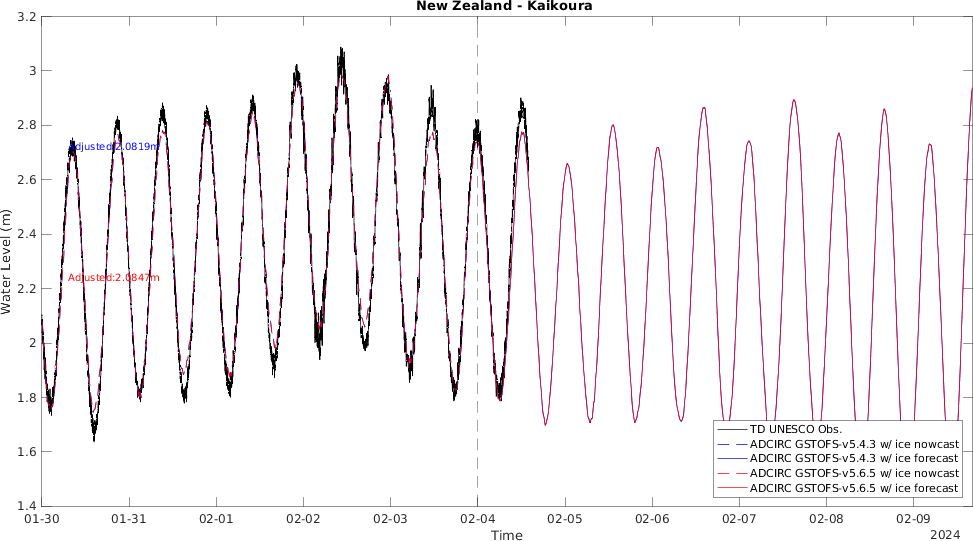 New Zealand - Kaikoura
3.2
3
2.8
2.6
2.4
2.2
2
1.8
1.6
1.4
Water Level (m)
Adjusted:2.0819m
Adjusted:2.0847m
TD UNESCO Obs.
ADCIRC GSTOFS-v5.4.3 w/ ice nowcast
ADCIRC GSTOFS-v5.4.3 w/ ice forecast
ADCIRC GSTOFS-v5.6.5 w/ ice nowcast
ADCIRC GSTOFS-v5.6.5 w/ ice forecast
01-30 01-31 02-01 02-02 02-03 02-04 02-05 02-06 02-07 02-08 02-09
Time
2024